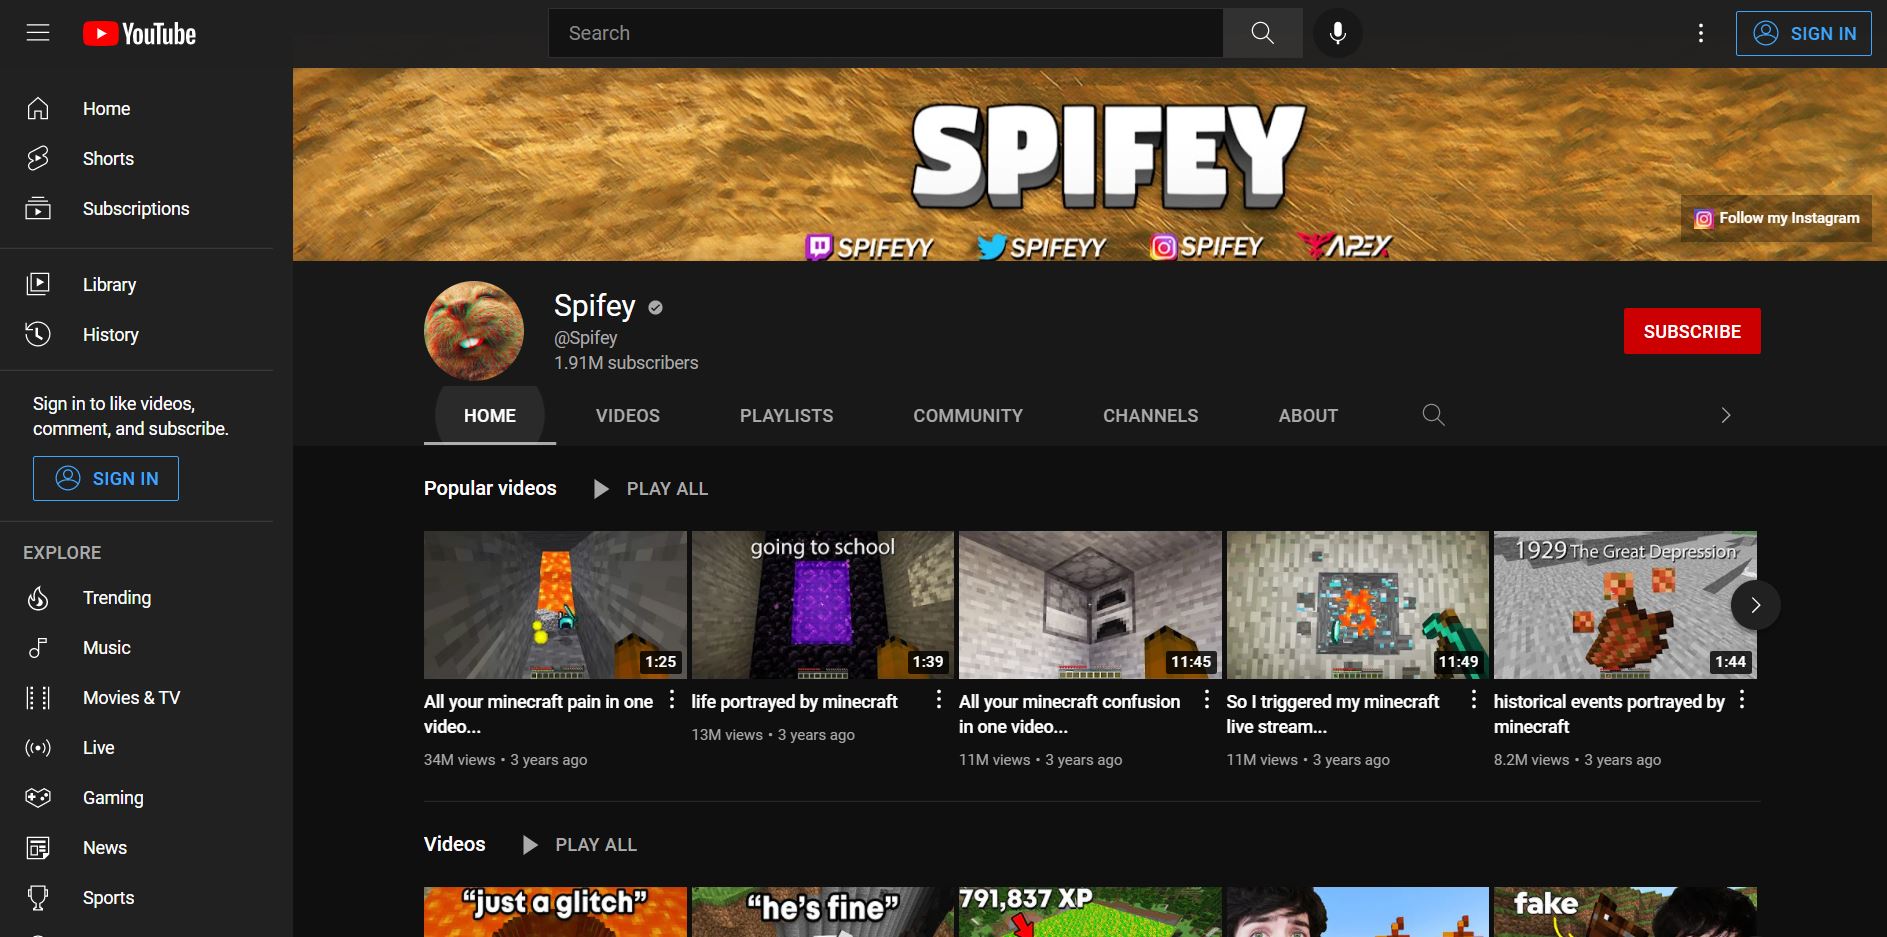 YouTube
Search
SIGN IN
Home
Shorts
Subscriptions
Library
History
Sign in to like videos,
comment, and subscribe.
SIGN IN
EXPLORE
Trending
Music
Movies & TV
Live
Gaming
News
Sports
SPIFEY
SPIFEYY
SPIFEYY
SPIFEY
APEX
Follow my Instagram
Spifey
@Spifey
1.91M subscribers
SUBSCRIBE
HOME
VIDEOS
PLAYLISTS
COMMUNITY
CHANNELS
ABOUT
Popular videos
PLAY ALL
1:25
All your minecraft pain in one
video...
34M views • 3 years ago
going to school
1:39
life portrayed by minecraft
13M views • 3 years ago
11:45
All your minecraft confusion
in one video...
11M views • 3 years ago
11:49
So I triggered my minecraft
live stream...
11M views • 3 years ago
1929 The Great Depression
1:44
historical events portrayed by
minecraft
8.2M views • 3 years ago
Videos
PLAY ALL
"just a glitch"
"he's fine"
791,837 XP
fake